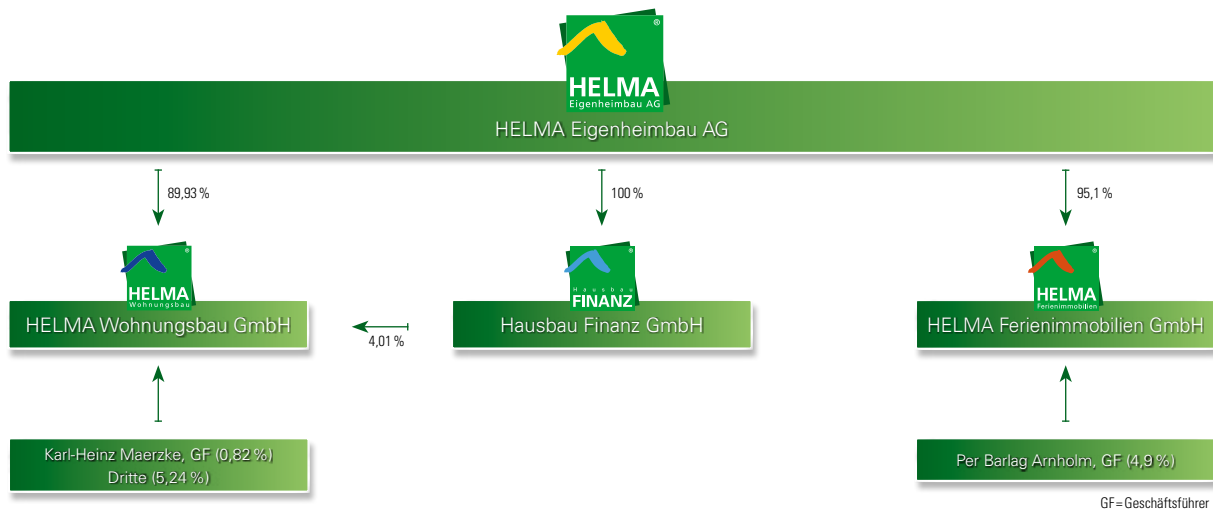 ®
HELMA
Eigenheimbau AG
HELMA Eigenheimbau AG
89,93 %
100 %
95,1 %
®
HELMA
Wohnungsbau
HELMA Wohnungsbau GmbH
4,01 %
®
Hausbau
FINANZ
Hausbau Finanz GmbH
®
HELMA
Ferienimmobilien
HELMA Ferienimmobilien GmbH
Karl-Heinz Maerzke, GF (0,82 %)
Dritte (5,24 %)
Per Barlag Arnholm, GF (4,9 %)
GF=Geschäftsführer